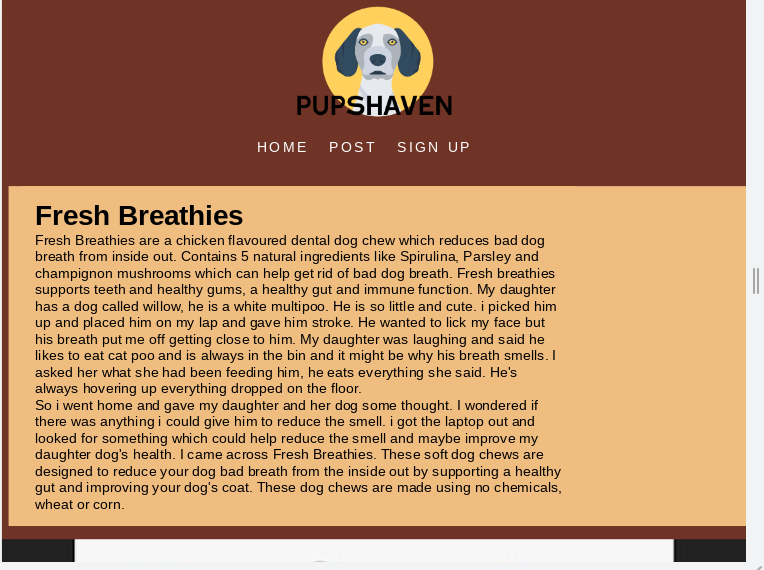 PUPSHAVEN
HOME POST SIGN UP
Fresh Breathies
Fresh Breathies are a chicken flavoured dental dog chew which reduces bad dog
breath from inside out. Contains 5 natural ingredients like Spirulina, Parsley and
champignon mushrooms which can help get rid of bad dog breath. Fresh breathies
supports teeth and healthy gums, a healthy gut and immune function. My daughter
has a dog called willow, he is a white multipoo. He is so little and cute. i picked him
up and placed him on my lap and gave him stroke. He wanted to lick my face but
his breath put me off getting close to him. My daughter was laughing and said he
likes to eat cat poo and is always in the bin and it might be why his breath smells. I
asked her what she had been feeding him, he eats everything she said. He's
always hovering up everything dropped on the floor.
So i went home and gave my daughter and her dog some thought. I wondered if
there was anything i could give him to reduce the smell. i got the laptop out and
looked for something which could help reduce the smell and maybe improve my
daughter dog's health. I came across Fresh Breathies. These soft dog chews are
designed to reduce your dog bad breath from the inside out by supporting a healthy
gut and improving your dog's coat. These dog chews are made using no chemicals,
wheat or corn.